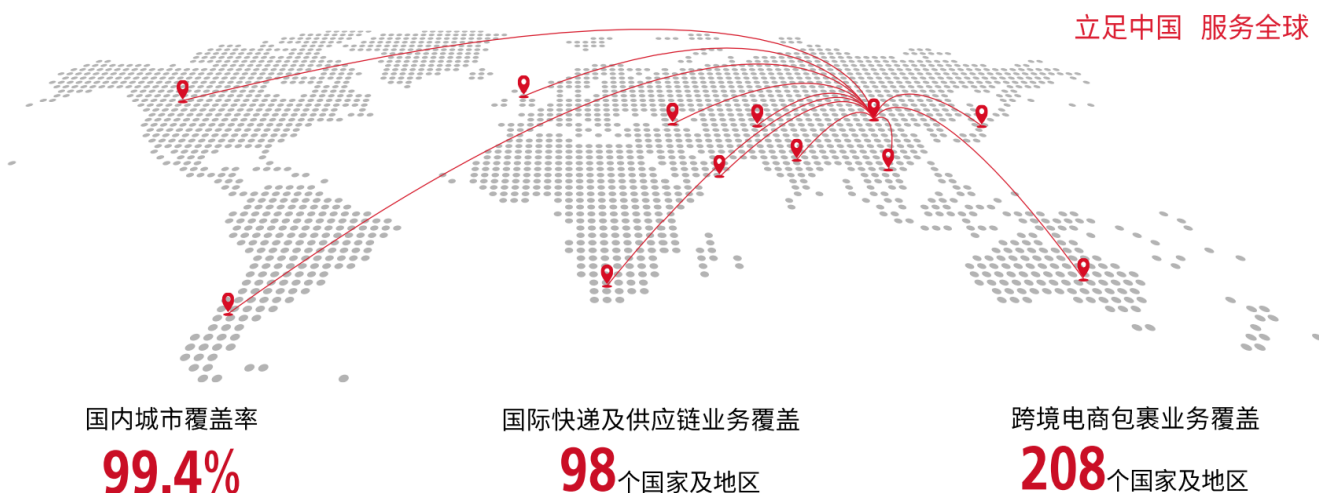 立足中国 服务全球
国内城市覆盖率
99.4%
国际快递及供应链业务覆盖
98个国家及地区
跨境电商包裹业务覆盖
208个国家及地区